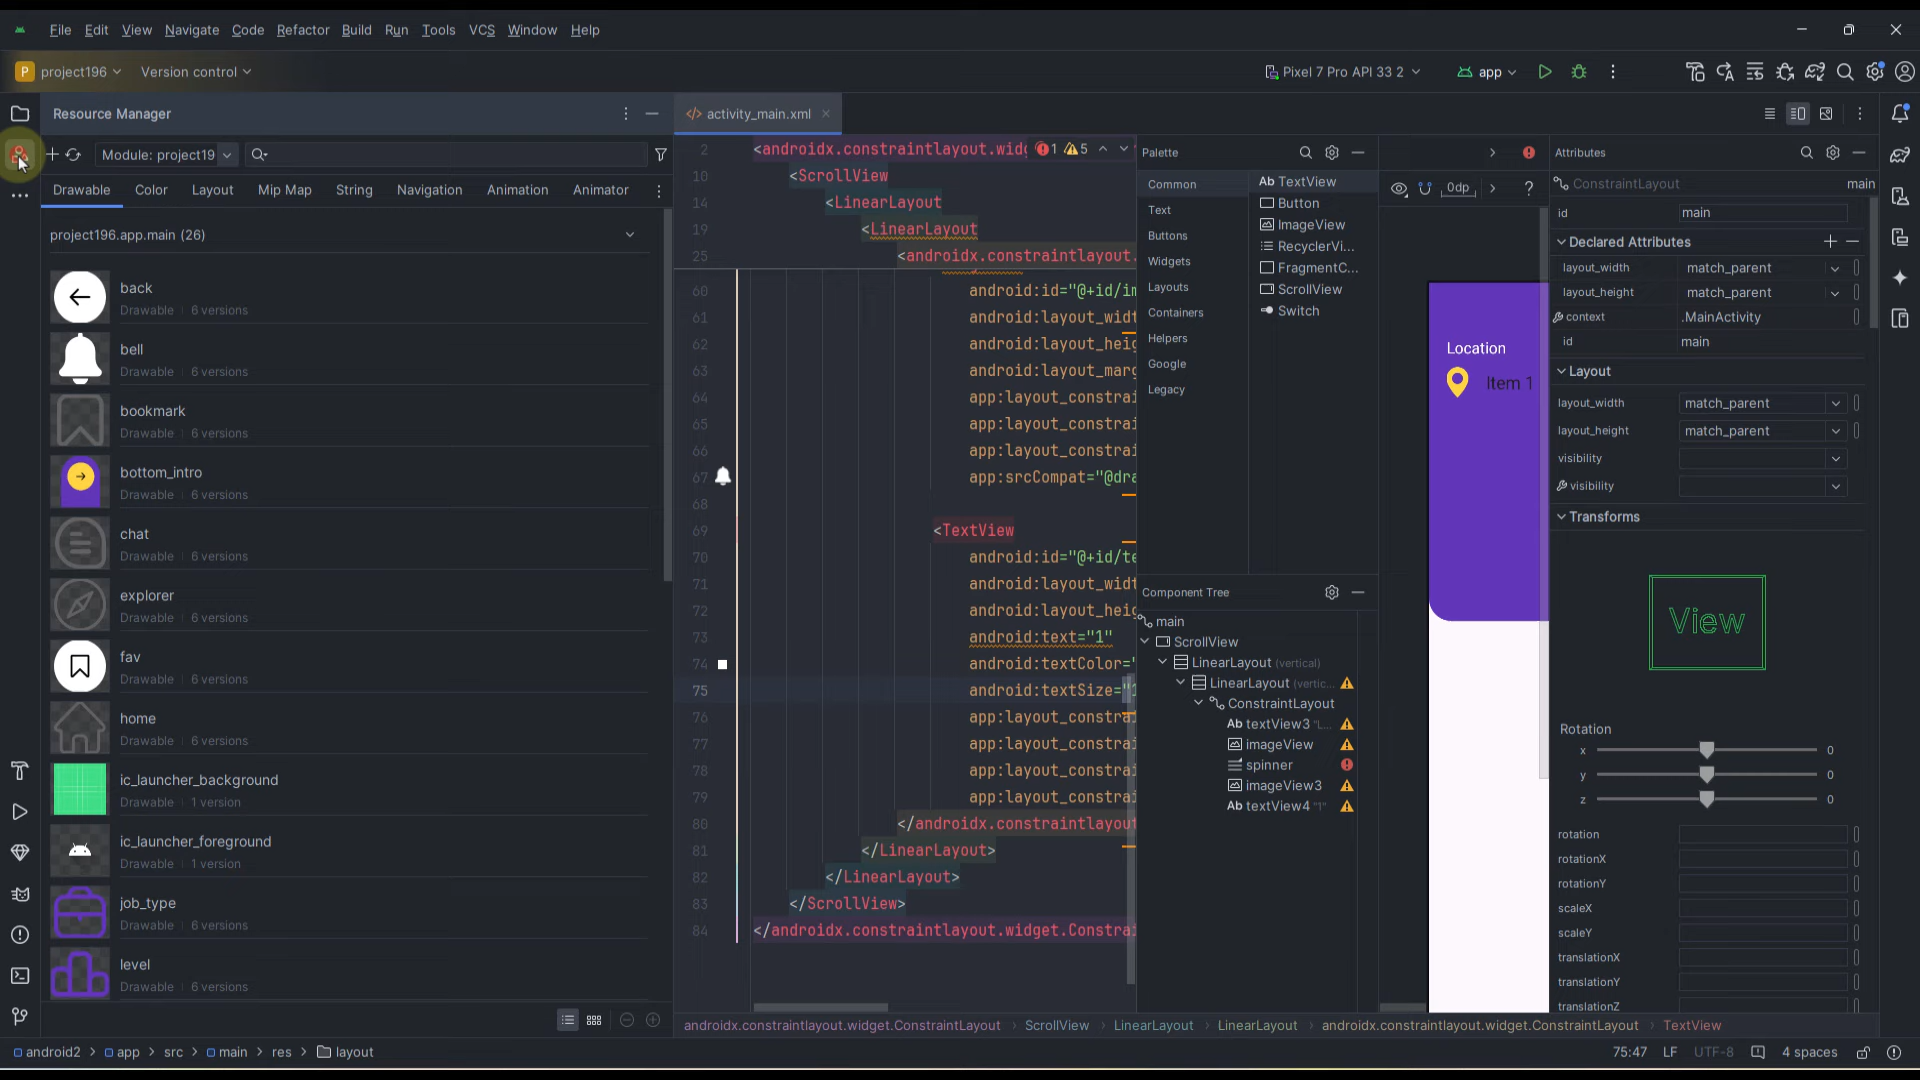 File Edit View Navigate Code Refactor Build Run Tools VCS Window Help
P project196 Version control Pixel 7 Pro API 33 2 app
Resource Manager
Module: project19
Drawable Color Layout Mip Map String Navigation Animation Animator
project196.app.main (26)
back
Drawable 6 versions
bell
Drawable 6 versions
bookmark
Drawable 6 versions
bottom_intro
Drawable 6 versions
chat
Drawable 6 versions
explorer
Drawable 6 versions
fav
Drawable 6 versions
home
Drawable 6 versions
ic_launcher_background
Drawable 1 version
ic_launcher_foreground
Drawable 1 version
job_type
Drawable 6 versions
level
Drawable 6 versions
activity_main.xml
1 5
2 <androidx.constraintlayout.widg
10 <ScrollView
14 <LinearLayout
19 <LinearLayout
25 <androidx.constraintlayout.
60 android:id="@+id/im
61 android:layout_widt
62 android:layout_heig
63 android:layout_marg
64 app:layout_constrai
65 app:layout_constrai
66 app:layout_constrai
67 app:srcCompat="@dra
68
69 <TextView
70 android:id="@+id/te
71 android:layout_widt
72 android:layout_heig
73 android:text="1"
74 android:textColor="
75 android:textSize="1
76 app:layout_constrai
77 app:layout_constrai
78 app:layout_constrai
79 app:layout_constrai
80 </androidx.constraintlayout
81 </LinearLayout>
82 </LinearLayout>
83 </ScrollView>
84 </androidx.constraintlayout.widget.Constrai
Palette
Common
Text
Buttons
Widgets
Layouts
Containers
Helpers
Google
Legacy
Ab TextView
Button
ImageView
RecyclerVi...
FragmentC...
ScrollView
Switch
Component Tree
main
ScrollView
LinearLayout (vertical)
LinearLayout (vertic...
ConstraintLayout
Ab textView3 "L...
imageView
spinner
imageView3
Ab textView4 "1"
0dp ?
Location
Item 1
Attributes
ConstraintLayout main
id main
Declared Attributes
layout_width match_parent
layout_height match_parent
context .MainActivity
id main
Layout
layout_width match_parent
layout_height match_parent
visibility
visibility
Transforms
View
Rotation
x 0
y 0
z 0
rotation
rotationX
rotationY
scaleX
scaleY
translationX
translationY
translationZ
androidx.constraintlayout.widget.ConstraintLayout ScrollView LinearLayout LinearLayout androidx.constraintlayout.widget.ConstraintLayout TextView
android2 app src main res layout 75:47 LF UTF-8 4 spaces